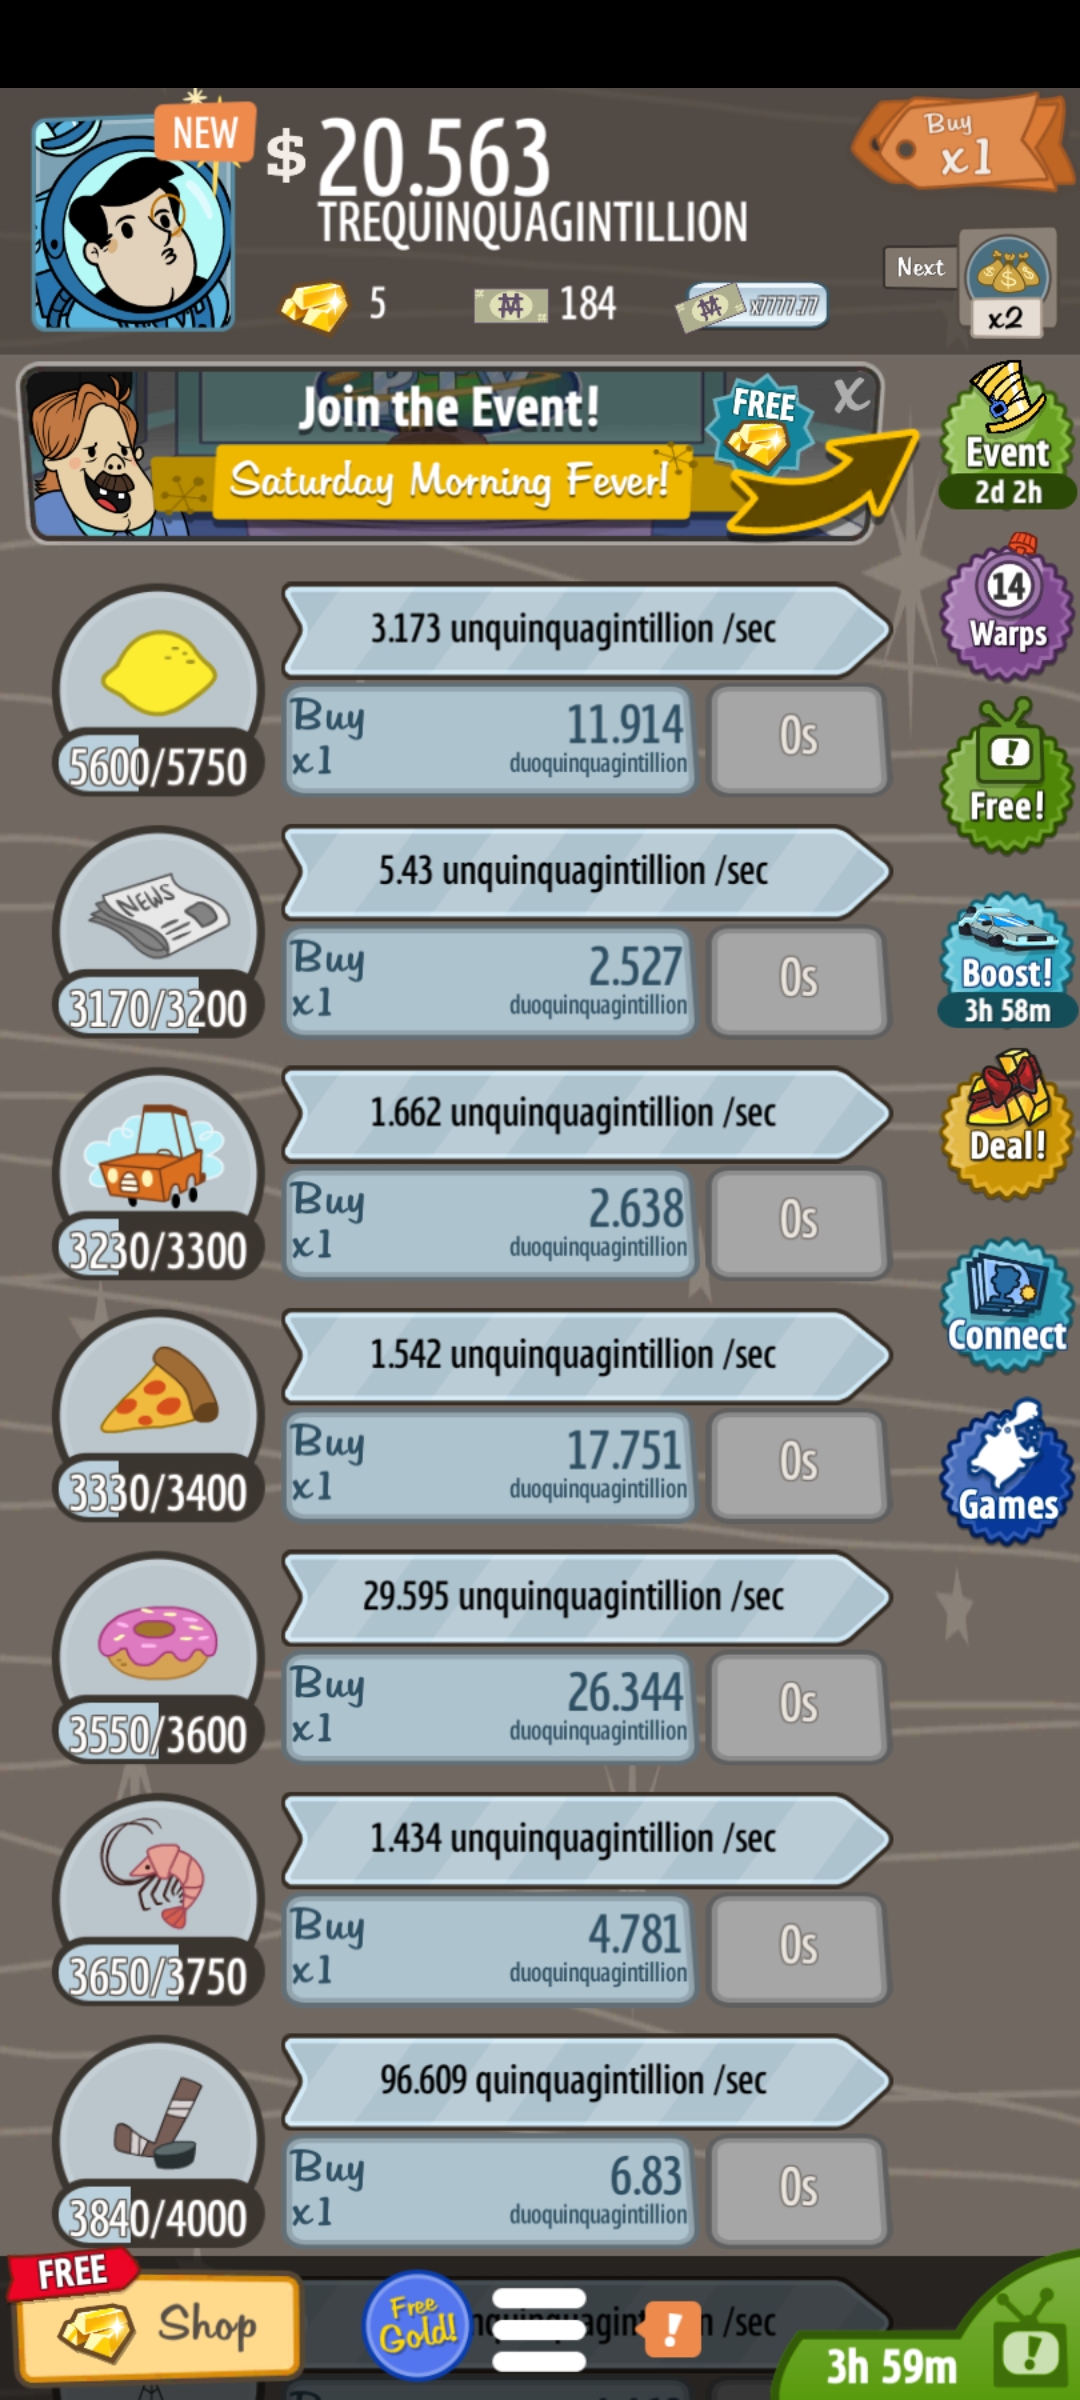 NEW
$ 20.563
TREQUINQUAGINTILLION
Buy
x1
5
184
x7777.77
Next
x2
Join the Event!
Saturday Morning Fever!
FREE
X
Event
2d 2h
3.173 unquinquagintillion /sec
5600/5750
Buy
x1
11.914
duoquinquagintillion
0s
14
Warps
Free!
5.43 unquinquagintillion /sec
NEWS
3170/3200
Buy
x1
2.527
duoquinquagintillion
0s
Boost!
3h 58m
1.662 unquinquagintillion /sec
3230/3300
Buy
x1
2.638
duoquinquagintillion
0s
Deal!
1.542 unquinquagintillion /sec
3330/3400
Buy
x1
17.751
duoquinquagintillion
0s
Connect
Games
29.595 unquinquagintillion /sec
3550/3600
Buy
x1
26.344
duoquinquagintillion
0s
1.434 unquinquagintillion /sec
3650/3750
Buy
x1
4.781
duoquinquagintillion
0s
96.609 quinquagintillion /sec
3840/4000
Buy
x1
6.83
duoquinquagintillion
0s
FREE
Shop
Free
Gold!
/sec
!
3h 59m
Buy